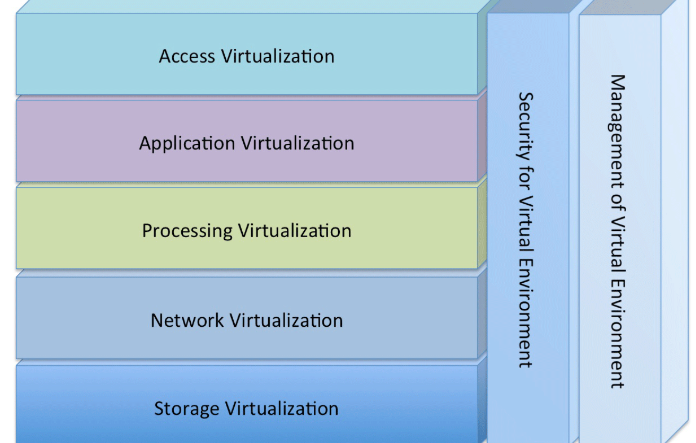 Access Virtualization
Application Virtualization
Processing Virtualization
Network Virtualization
Storage Virtualization
Security for Virtual Environment
Management of Virtual Environment